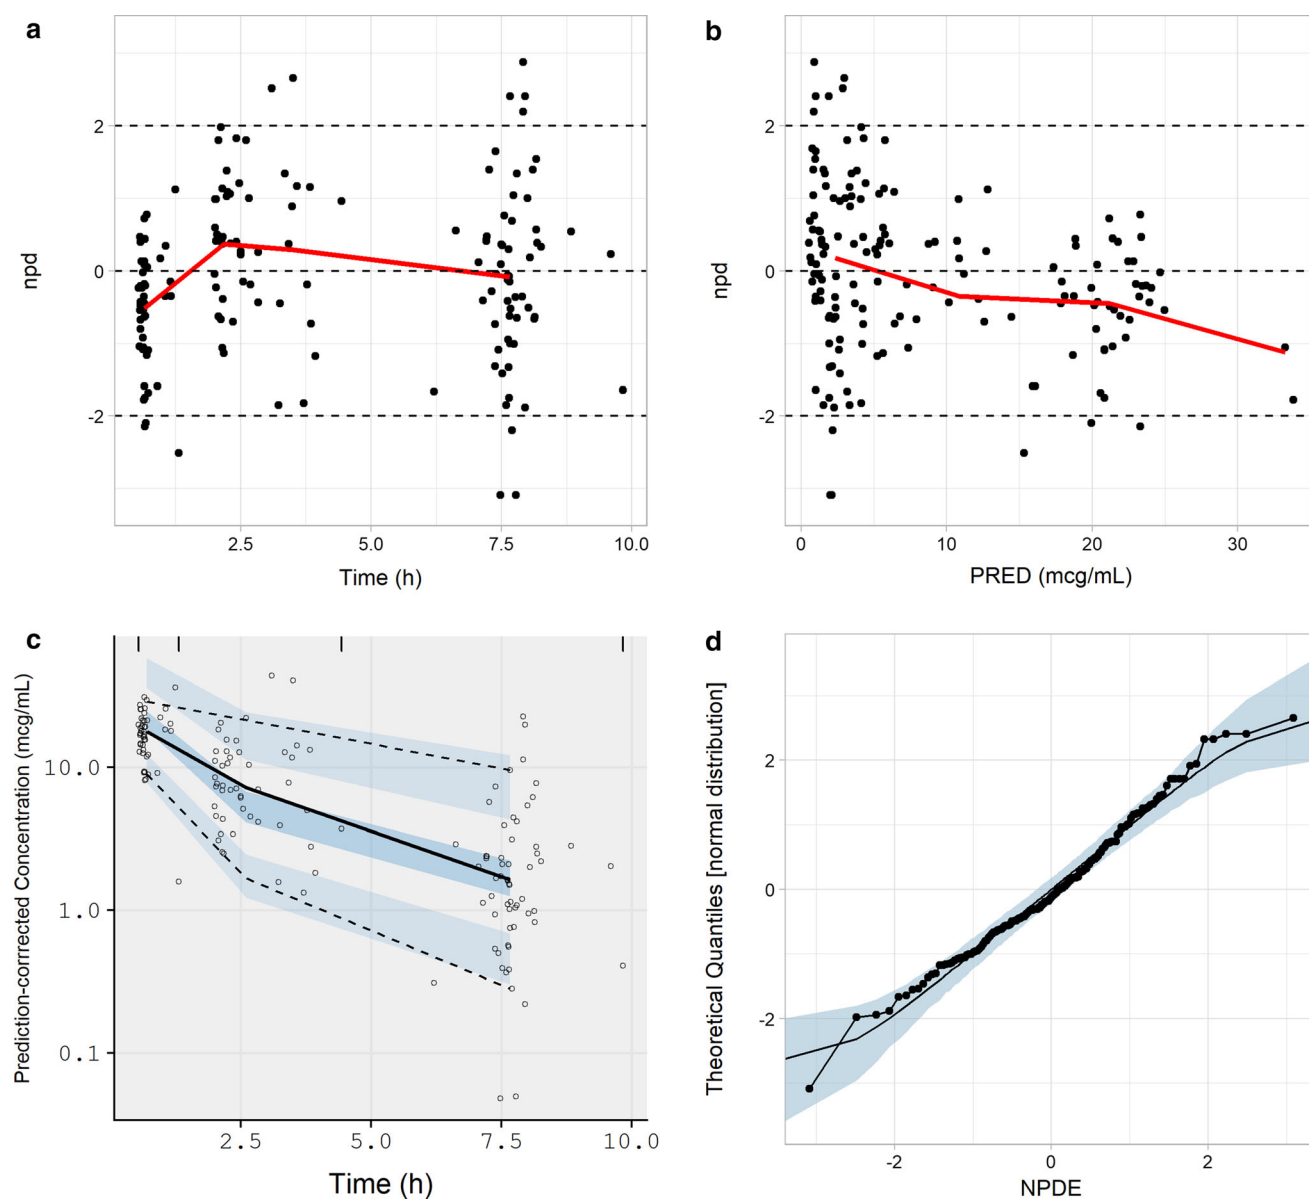 a
2
0
-2
npd
2.5
5.0
7.5
10.0
Time (h)
b
2
0
-2
npd
0
10
20
30
PRED (mcg/mL)
c
10.0
1.0
0.1
Prediction-corrrected Concentration (mcg/mL)
2.5
5.0
7.5
10.0
Time (h)
d
2
0
-2
Theoretical Quantiles [normal distribution]
-2
0
2
NPDE